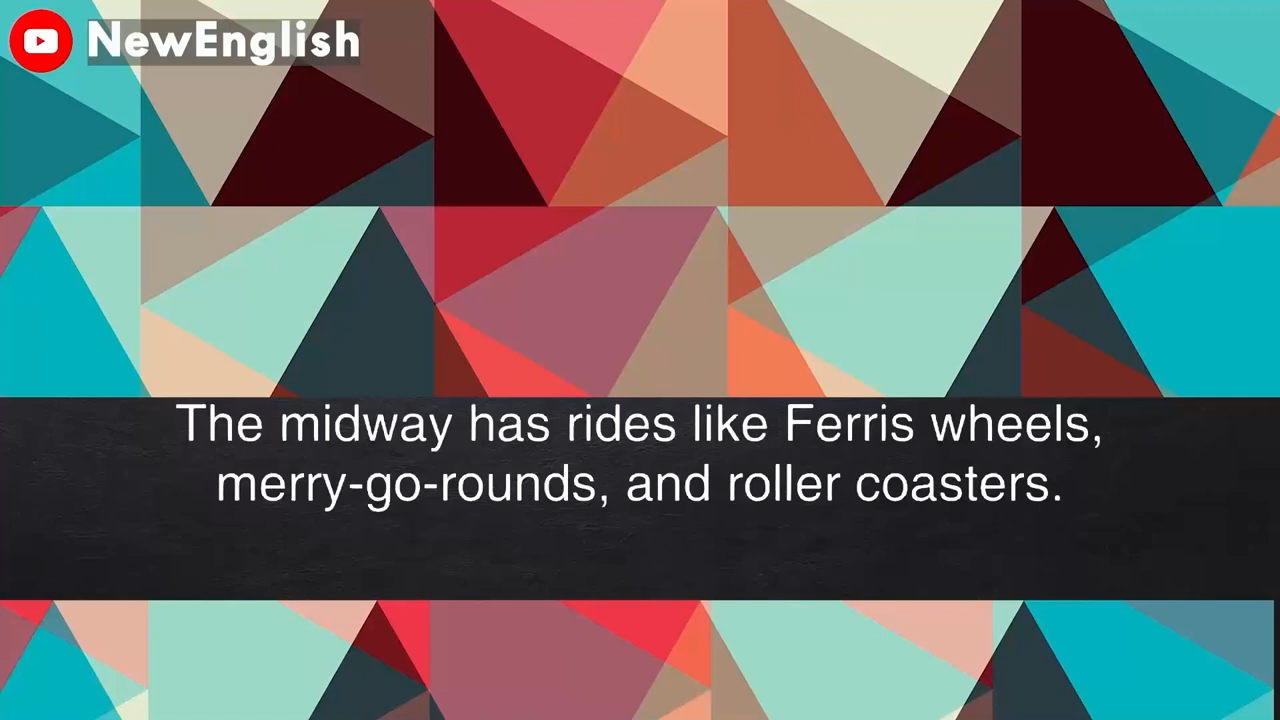 NewEnglish
The midway has rides like Ferris wheels,
merry-go-rounds, and roller coasters.